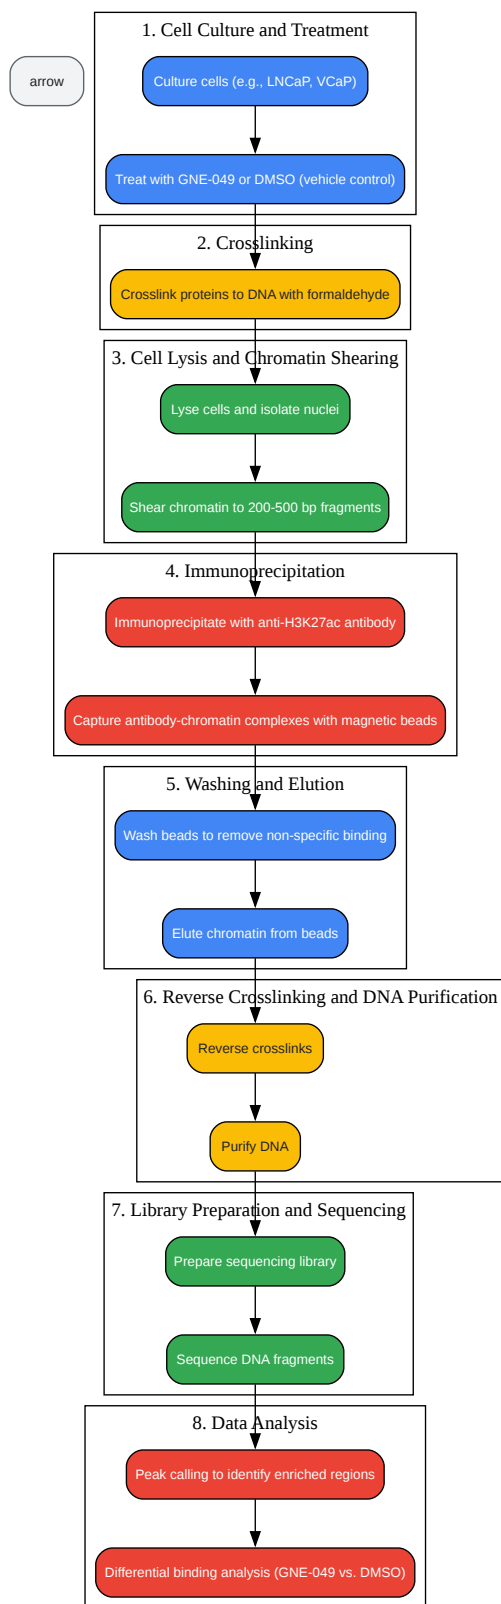 1. Cell Culture and Treatment
arrow
Culture cells (e.g., LNCaP, VCaP)
Treat with GNE-049 or DMSO (vehicle control)
2. Crosslinking
Crosslink proteins to DNA with formaldehyde
3. Cell Lysis and Chromatin Shearing
Lyse cells and isolate nuclei
Shear chromatin to 200-500 bp fragments
4. Immunoprecipitation
Immunoprecipitate with anti-H3K27ac antibody
Capture antibody-chromatin complexes with magnetic beads
5. Washing and Elution
Wash beads to remove non-specific binding
Elute chromatin from beads
6. Reverse Crosslinking and DNA Purification
Reverse crosslinks
Purify DNA
7. Library Preparation and Sequencing
Prepare sequencing library
Sequence DNA fragments
8. Data Analysis
Peak calling to identify enriched regions
Differential binding analysis (GNE-049 vs. DMSO)